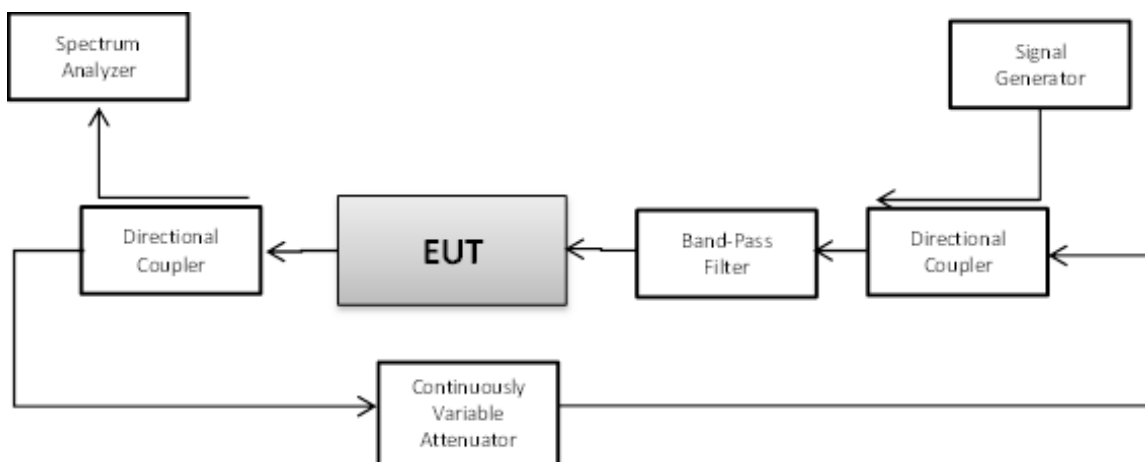 Spectrum
Analyzer
Signal
Generator
Directional
Coupler
EUT
Band-Pass
Filter
Directional
Coupler
Continuously
Variable
Attenuator